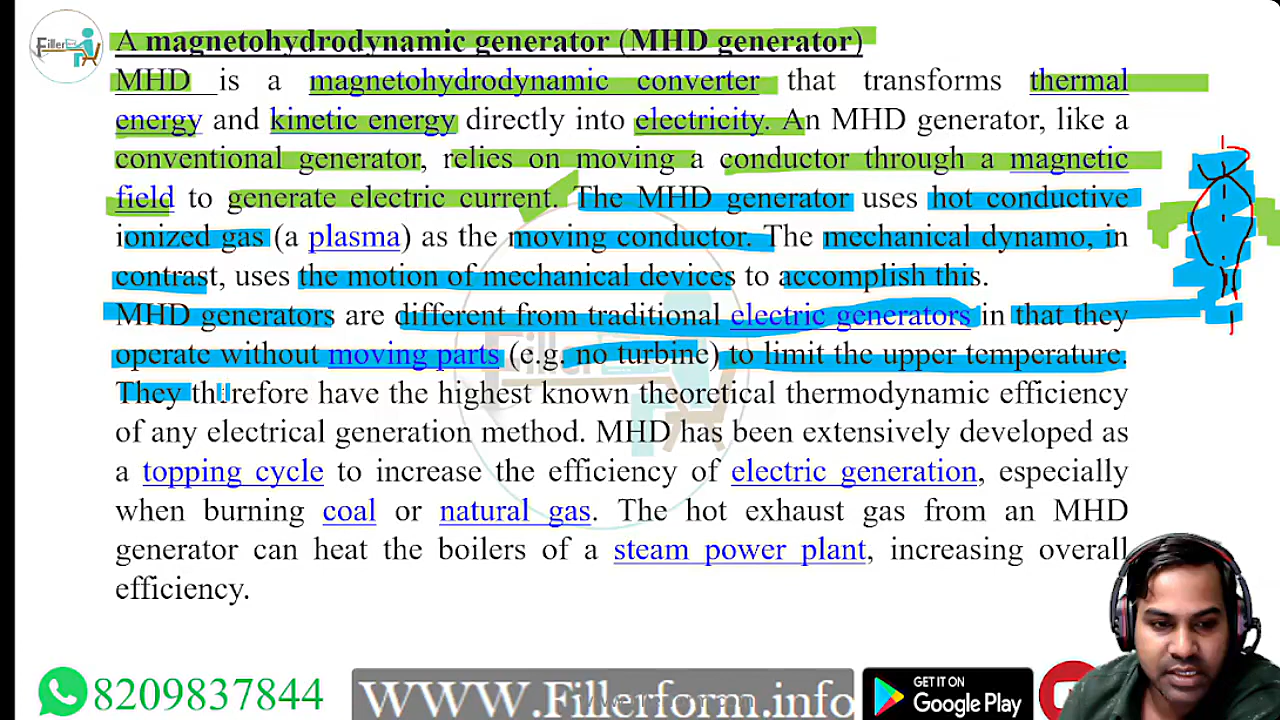 Filler
A magnetohydrodynamic generator (MHD generator)
MHD is a magnetohydrodynamic converter that transforms thermal
energy and kinetic energy directly into electricity. An MHD generator, like a
conventional generator, relies on moving a conductor through a magnetic
field to generate electric current. The MHD generator uses hot conductive
ionized gas (a plasma) as the moving conductor. The mechanical dynamo, in
contrast, uses the motion of mechanical devices to accomplish this.
MHD generators are different from traditional electric generators in that they
operate without moving parts (e.g. no turbine) to limit the upper temperature.
They therefore have the highest known theoretical thermodynamic efficiency
of any electrical generation method. MHD has been extensively developed as
a topping cycle to increase the efficiency of electric generation, especially
when burning coal or natural gas. The hot exhaust gas from an MHD
generator can heat the boilers of a steam power plant, increasing overall
efficiency.
8209837844
WWW.Fillerform.info
GET IT ON
Google Play